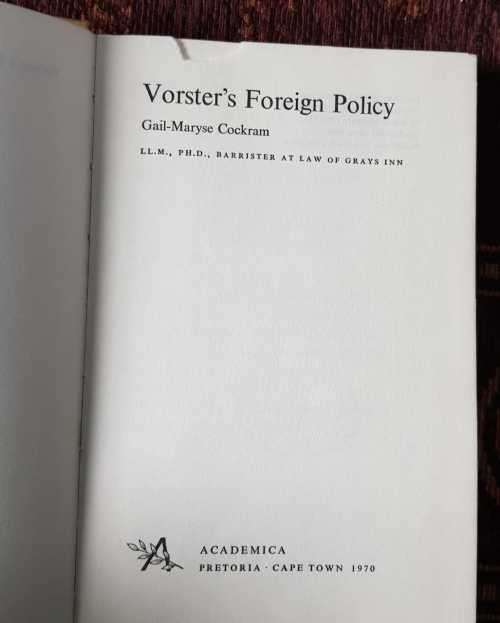 Vorster's Foreign Policy
Gail-Maryse Cockram
LL.M., PH.D., BARRISTER AT LAW OF GRAYS INN
ACADEMICA
PRETORIA · CAPE TOWN 1970